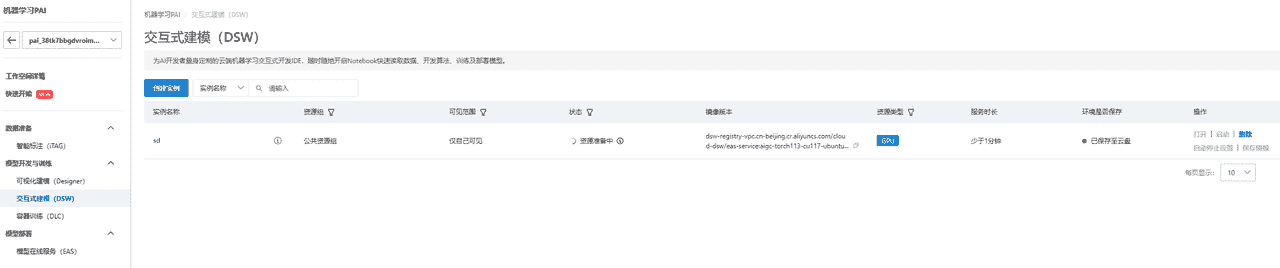 机器学习PAI
pai_38tk7bbgdvroim...
工作空间详情
快速开始
数据准备
智能标注（iTAG）
模型开发与训练
可视化建模（Designer）
交互式建模（DSW）
容器训练（DLC）
模型部署
模型在线服务（EAS）
机器学习PAI / 交互式建模（DSW）
交互式建模（DSW）
为AI开发者量身定制的云端机器学习交互式开发IDE，随时随地开启Notebook快速读取数据、开发算法、训练及部署模型。
创建实例 实例名称 请输入
实例名称 资源组 可见范围 状态 镜像版本 资源类型 服务时长 环境是否保存 操作
sd 公共资源组 仅自己可见 资源准备中 dsw-registry-vpc.cn-beijing.cr.aliyuncs.com/clou GPU 少于1分钟 已保存至云盘 打开 | 启动 | 删除
d-dsw/eas-service:aigc-torch113-cu117-ubuntu... 自动停止设置 | 保存镜像
每页显示: 10